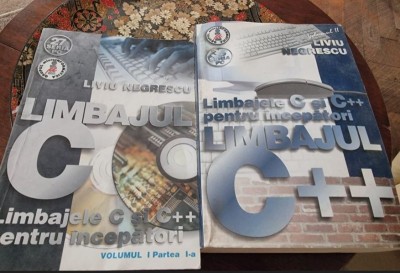 LIVIU NEGRESCU
LIMBAJUL
C
Limbajele C și C++
pentru începători
VOLUMUL I Partea I-a
LIVIU
NEGRESCU
Limbajele C și C++
pentru începători
LIMBAJUL
C++